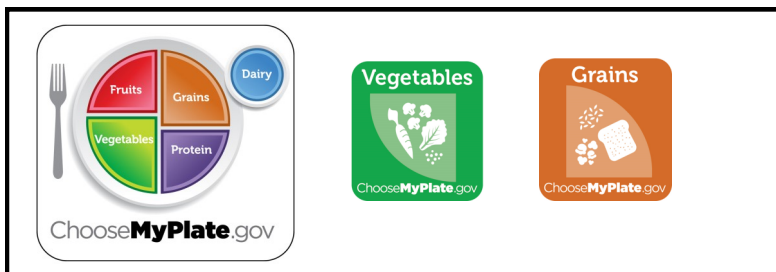 Fruits
Grains
Dairy
Vegetables
Protein
ChooseMyPlate.gov
Vegetables
ChooseMyPlate.gov
Grains
ChooseMyPlate.gov